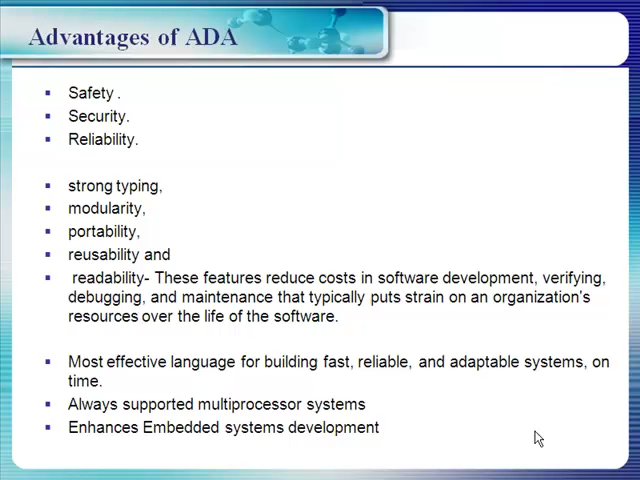 Advantages of ADA
Safety .
Security.
Reliability.
strong typing,
modularity,
portability,
reusability and
readability- These features reduce costs in software development, verifying,
debugging, and maintenance that typically puts strain on an organization's
resources over the life of the software.
Most effective language for building fast, reliable, and adaptable systems, on
time.
Always supported multiprocessor systems
Enhances Embedded systems development